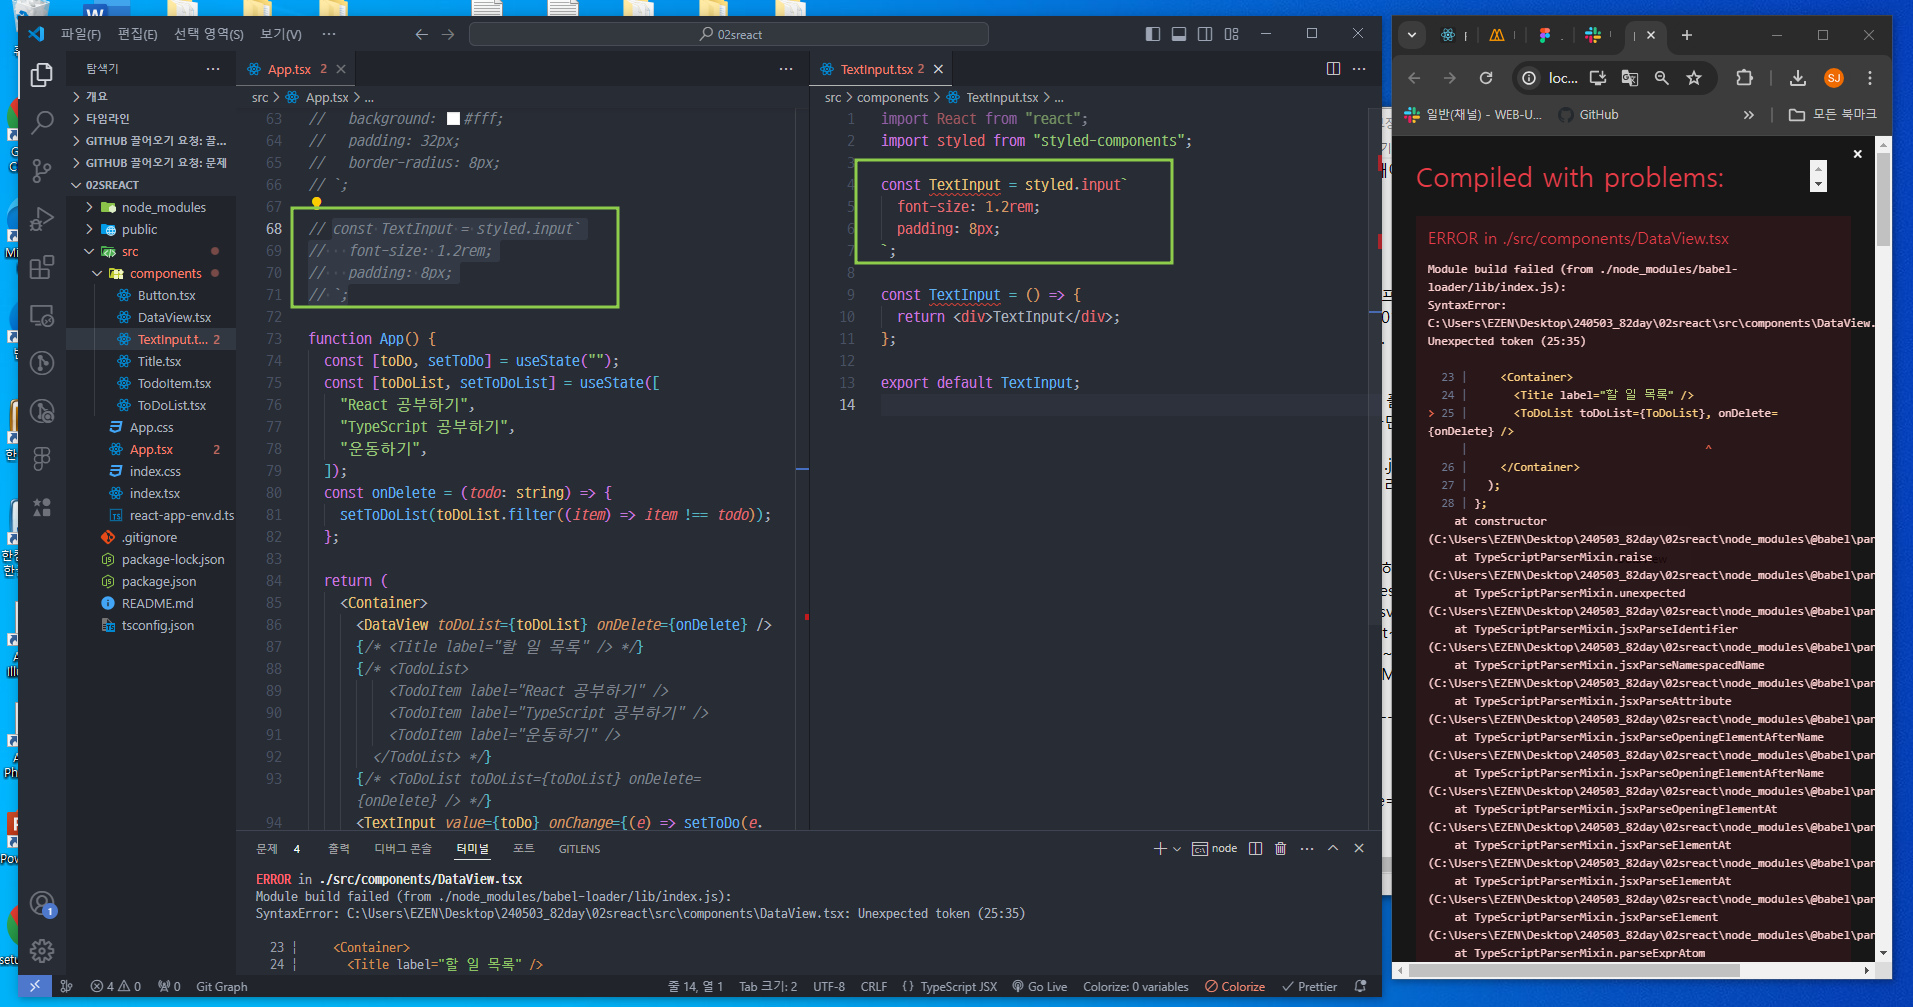 파일(F)
편집(E)
선택 영역(S)
보기(V)
02sreact
탐색기
개요
타임라인
GITHUB 끌어오기 요청: 끌...
GITHUB 끌어오기 요청: 문제
02SREACT
node_modules
public
src
components
Button.tsx
DataView.tsx
TextInput.t... 2
Title.tsx
TodoItem.tsx
ToDoList.tsx
App.css
App.tsx 2
index.css
index.tsx
react-app-env.d.ts
.gitignore
package-lock.json
package.json
README.md
tsconfig.json
App.tsx 2
src > App.tsx > ...
63 //   background: #fff;
64 //   padding: 32px;
65 //   border-radius: 8px;
66 // `;
67
68 // const TextInput = styled.input`
69 //   font-size: 1.2rem;
70 //   padding: 8px;
71 // `;
72
73 function App() {
74   const [toDo, setToDo] = useState("");
75   const [toDoList, setToDoList] = useState([
76     "React 공부하기",
77     "TypeScript 공부하기",
78     "운동하기",
79   ]);
80   const onDelete = (todo: string) => {
81     setToDoList(toDoList.filter((item) => item !== todo));
82   };
83
84   return (
85     <Container>
86       <DataView toDoList={toDoList} onDelete={onDelete} />
87       {/* <Title label="할 일 목록" /> */}
88       {/* <TodoList>
89           <TodoItem label="React 공부하기" />
90           <TodoItem label="TypeScript 공부하기" />
91           <TodoItem label="운동하기" />
92         </TodoList> */}
93       {/* <ToDoList toDoList={toDoList} onDelete=
{onDelete} /> */}
94       <TextInput value={toDo} onChange={(e) => setToDo(e.
TextInput.tsx 2
src > components > TextInput.tsx > ...
1 import React from "react";
2 import styled from "styled-components";
3
4 const TextInput = styled.input`
5   font-size: 1.2rem;
6   padding: 8px;
7 `;
8
9 const TextInput = () => {
10   return <div>TextInput</div>;
11 };
12
13 export default TextInput;
14
문제 4
출력
디버그 콘솔
터미널
포트
GITLENS
node
ERROR in ./src/components/DataView.tsx
Module build failed (from ./node_modules/babel-loader/lib/index.js):
SyntaxError: C:\Users\EZEN\Desktop\240503_82day\02sreact\src\components\DataView.tsx: Unexpected token (25:35)
23 |     <Container>
24 |       <Title label="할 일 목록" />
4 0
0
Git Graph
줄 14, 열 1
Tab 크기: 2
UTF-8
CRLF
{ } TypeScript JSX
Go Live
Colorize: 0 variables
Colorize
Prettier
loc...
SJ
일반(채널) - WEB-U...
GitHub
모든 북마크
Compiled with problems:
ERROR in ./src/components/DataView.tsx
Module build failed (from ./node_modules/babel-
loader/lib/index.js):
SyntaxError:
C:\Users\EZEN\Desktop\240503_82day\02sreact\src\components\DataView.
Unexpected token (25:35)
23 |     <Container>
24 |       <Title label="할 일 목록" />
> 25 |       <ToDoList toDoList={ToDoList}, onDelete=
{onDelete} />
|                                    ^
26 |     </Container>
27 |   );
28 | };
at constructor
(C:\Users\EZEN\Desktop\240503_82day\02sreact\node_modules\@babel\par
at TypeScriptParserMixin.raise
(C:\Users\EZEN\Desktop\240503_82day\02sreact\node_modules\@babel\par
at TypeScriptParserMixin.unexpected
(C:\Users\EZEN\Desktop\240503_82day\02sreact\node_modules\@babel\par
at TypeScriptParserMixin.jsxParseIdentifier
(C:\Users\EZEN\Desktop\240503_82day\02sreact\node_modules\@babel\par
at TypeScriptParserMixin.jsxParseNamespacedName
(C:\Users\EZEN\Desktop\240503_82day\02sreact\node_modules\@babel\par
at TypeScriptParserMixin.jsxParseAttribute
(C:\Users\EZEN\Desktop\240503_82day\02sreact\node_modules\@babel\par
at TypeScriptParserMixin.jsxParseOpeningElementAfterName
(C:\Users\EZEN\Desktop\240503_82day\02sreact\node_modules\@babel\par
at TypeScriptParserMixin.jsxParseOpeningElementAfterName
(C:\Users\EZEN\Desktop\240503_82day\02sreact\node_modules\@babel\par
at TypeScriptParserMixin.jsxParseOpeningElementAt
(C:\Users\EZEN\Desktop\240503_82day\02sreact\node_modules\@babel\par
at TypeScriptParserMixin.jsxParseElementAt
(C:\Users\EZEN\Desktop\240503_82day\02sreact\node_modules\@babel\par
at TypeScriptParserMixin.jsxParseElementAt
(C:\Users\EZEN\Desktop\240503_82day\02sreact\node_modules\@babel\par
at TypeScriptParserMixin.jsxParseElement
(C:\Users\EZEN\Desktop\240503_82day\02sreact\node_modules\@babel\par
at TypeScriptParserMixin.parseExprAtom